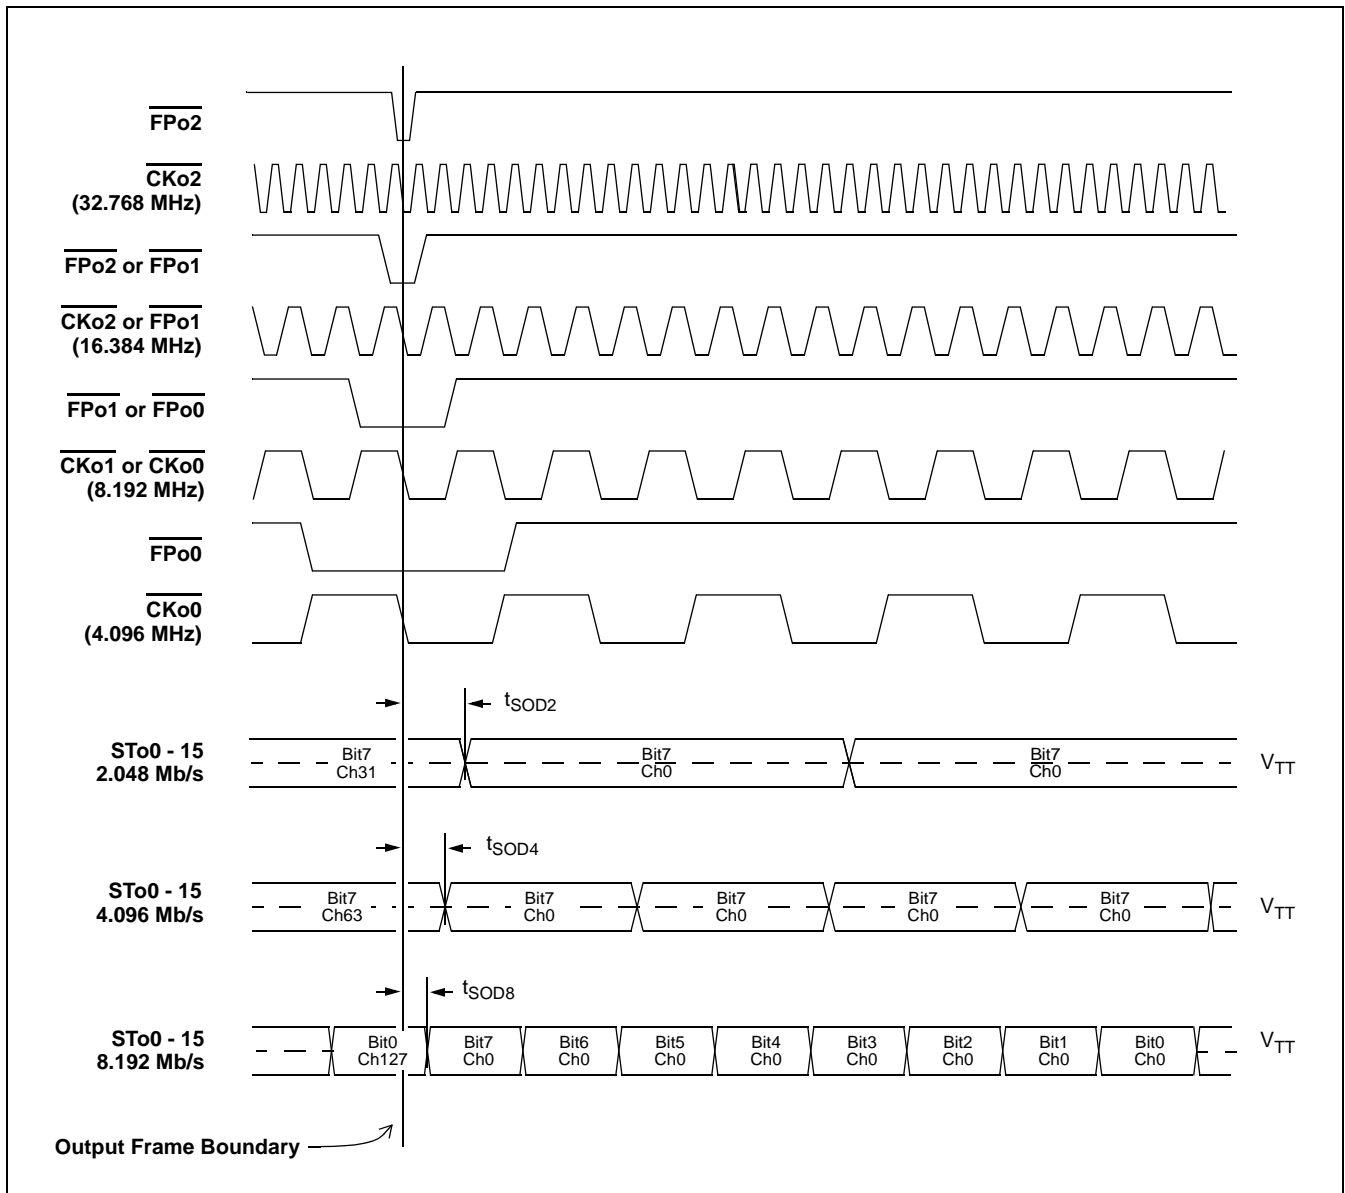 FPo2
CKo2
(32.768 MHz)
FPo2 or FPo1
CKo2 or FPo1
(16.384 MHz)
FPo1 or FPo0
CKo1 or CKo0
(8.192 MHz)
FPo0
CKo0
(4.096 MHz)
tSOD2
STo0 - 15
2.048 Mb/s
Bit7
Ch31
Bit7
Ch0
Bit7
Ch0
VTT
tSOD4
STo0 - 15
4.096 Mb/s
Bit7
Ch63
Bit7
Ch0
Bit7
Ch0
Bit7
Ch0
Bit7
Ch0
VTT
tSOD8
STo0 - 15
8.192 Mb/s
Bit0
Ch127
Bit7
Ch0
Bit6
Ch0
Bit5
Ch0
Bit4
Ch0
Bit3
Ch0
Bit2
Ch0
Bit1
Ch0
Bit0
Ch0
VTT
Output Frame Boundary